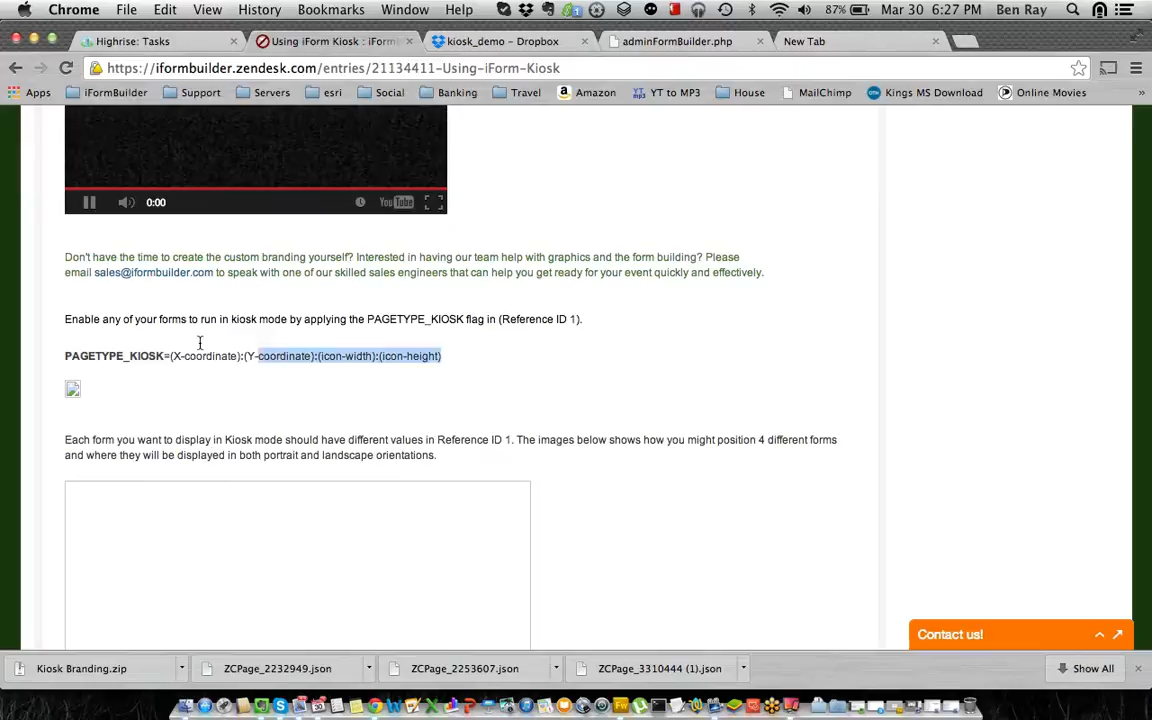 Chrome File Edit View History Bookmarks Window Help 87% Mar 30 6:27 PM Ben Ray
Highrise: Tasks Using iForm Kiosk : iForm kiosk_demo - Dropbox adminFormBuilder.php New Tab
https://iformbuilder.zendesk.com/entries/21134411-Using-iForm-Kiosk
Apps iFormBuilder Support Servers esri Social Banking Travel Amazon YT to MP3 House MailChimp Kings MS Download Online Movies »
0:00 YouTube
Don't have the time to create the custom branding yourself? Interested in having our team help with graphics and the form building? Please
email sales@iformbuilder.com to speak with one of our skilled sales engineers that can help you get ready for your event quickly and effectively.
Enable any of your forms to run in kiosk mode by applying the PAGETYPE_KIOSK flag in (Reference ID 1).
PAGETYPE_KIOSK=(X-coordinate):(Y-coordinate):(icon-width):(icon-height)
Each form you want to display in Kiosk mode should have different values in Reference ID 1. The images below shows how you might position 4 different forms
and where they will be displayed in both portrait and landscape orientations.
Contact us!
Kiosk Branding.zip ZCPage_2232949.json ZCPage_2253607.json ZCPage_3310444 (1).json Show All